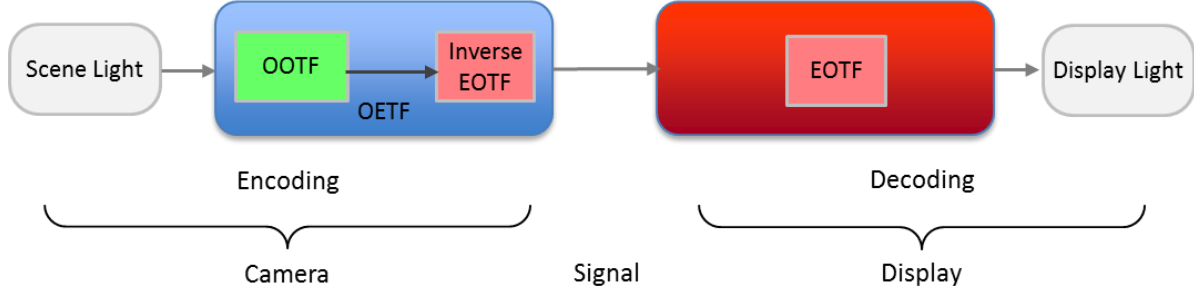 Scene Light
OOTF
Inverse
EOTF
OETF
EOTF
Display Light
Encoding
Decoding
Camera
Signal
Display